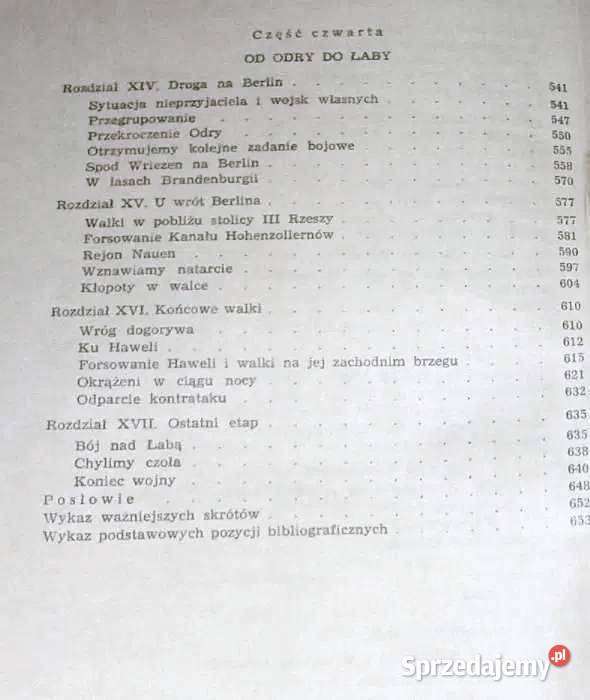 Część czwarta
OD ODRY DO ŁABY
Rozdział XIV. Droga na Berlin . . . . . . . . . 541
Sytuacja nieprzyjaciela i wojsk własnych . . . . . . 541
Przegrupowanie . . . . . . . . . . . 547
Przekroczenie Odry . . . . . . . . . . 550
Otrzymujemy kolejne zadanie bojowe . . . . . . . 555
Spod Wriezen na Berlin . . . . . . . . . 558
W lasach Brandenburgii . . . . . . . . . 570
Rozdział XV. U wrót Berlina . . . . . . . . . 577
Walki w pobliżu stolicy III Rzeszy . . . . . . . 577
Forsowanie Kanału Hohenzollernów . . . . . . . 581
Rejon Nauen . . . . . . . . . . . 590
Wznawiamy natarcie . . . . . . . . . . 597
Kłopoty w walce . . . . . . . . . . 604
Rozdział XVI. Końcowe walki . . . . . . . . . 610
Wróg dogorywa . . . . . . . . . . 610
Ku Haweli . . . . . . . . . . . 612
Forsowanie Haweli i walki na jej zachodnim brzegu . . . . 615
Okrążeni w ciągu nocy . . . . . . . . . 621
Odparcie kontrataku . . . . . . . . . 632
Rozdział XVII. Ostatni etap . . . . . . . . . 635
Bój nad Łabą . . . . . . . . . . 635
Chylimy czoła . . . . . . . . . . 638
Koniec wojny . . . . . . . . . . 640
Posłowie . . . . . . . . . . . 648
Wykaz ważniejszych skrótów . . . . . . . . . 652
Wykaz podstawowych pozycji bibliograficznych . . . . . 653
Sprzedajemy.pl